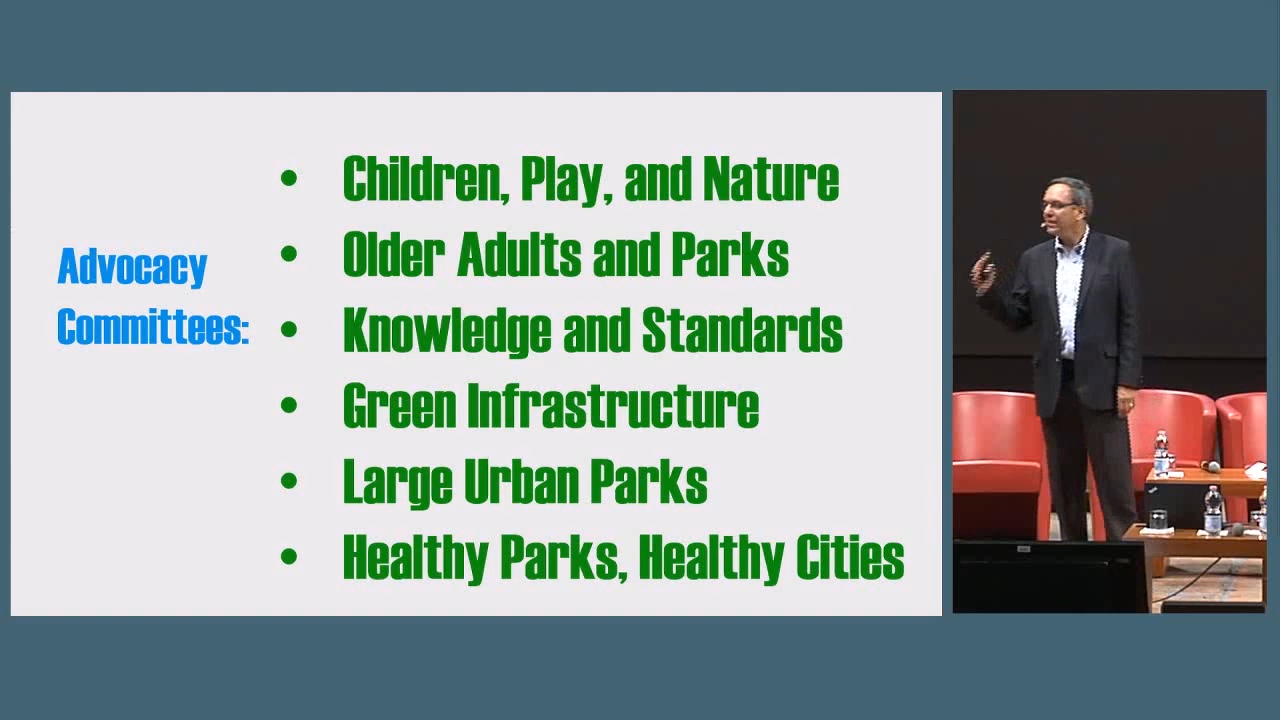 Advocacy
Committees:
• Children, Play, and Nature
• Older Adults and Parks
• Knowledge and Standards
• Green Infrastructure
• Large Urban Parks
• Healthy Parks, Healthy Cities